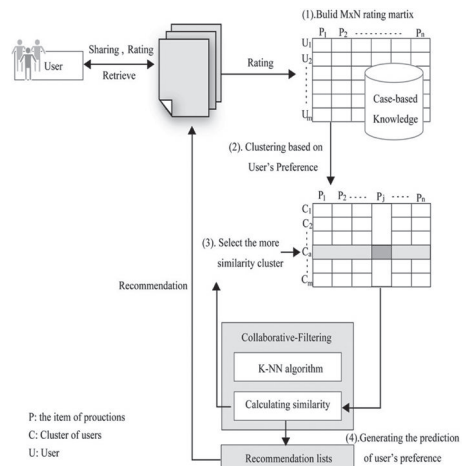 (1).Bulid MxN rating martix
P1 P2 ----- Pn
U1
U2
Um
Case-based
Knowledge
User
Sharing , Rating
Retrieve
Rating
(2). Clustering based on
User's Preference
P1 P2 ---- Pj ---- Pn
C1
C2
Ca
Cm
(3). Select the more
similarity cluster
Recommendation
Collaborative-Filtering
K-NN algorithm
Calculating similarity
(4).Generating the prediction
of user's preference
Recommendation lists
P: the item of prouctions
C: Cluster of users
U: User